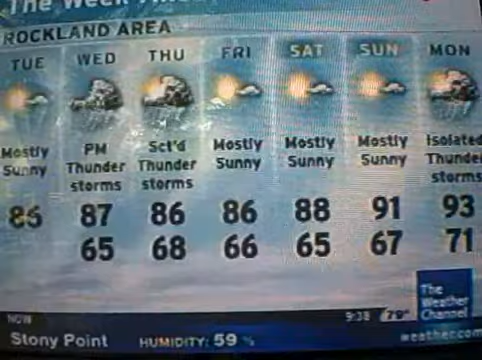 The Week
ROCKLAND AREA
TUE WED THU FRI SAT SUN MON
Mostly Sunny
PM Thunder storms
Sct'd Thunder storms
Mostly Sunny
Mostly Sunny
Mostly Sunny
Isolated Thunder storms
86 87 86 86 88 91 93
65 68 66 65 67 71
The
Weather
Channel
NOW 9:38 79°
Stony Point HUMIDITY: 59 % weather.com